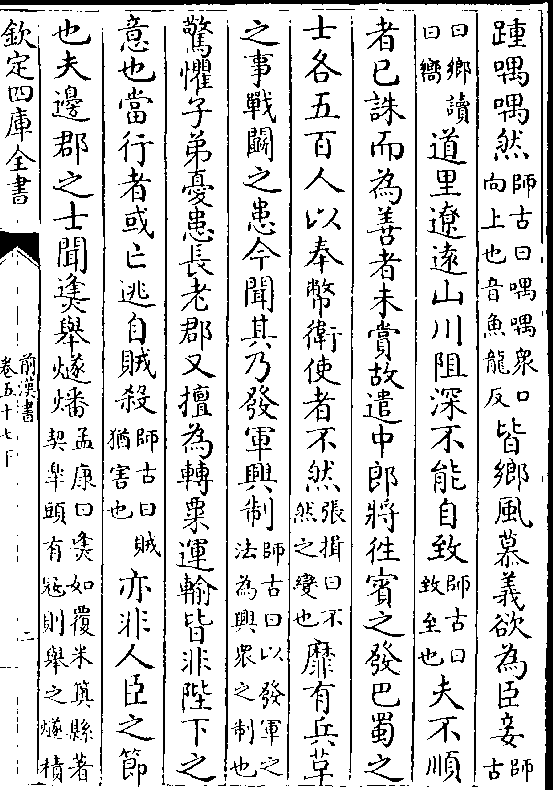 踵喁喁然師古曰喁喁衆口向上也音魚龍反皆鄉風慕義欲為臣妾師古
曰鄉讀曰嚮道里遼遠山川阻深不能自致師古曰致至也夫不順
者已誅而為善者未賞故遣中郎將徃賓之發巴蜀之
士各五百人以奉幣衛使者不然張揖曰不然之變也靡有兵革
之事戰鬬之患今聞其乃發軍興制師古曰以發軍之法為興衆之制也
驚懼子弟憂患長老郡又擅為轉粟運輸皆非陛下之
意也當行者或亡逃自賊殺師古曰賊猶害也亦非人臣之節
也夫邊郡之士聞㷭舉燧燔孟康曰㷭如覆米䉛縣著契臯頭有冦則舉之燧積
欽定四庫全書
前漢書
卷五十七下
二